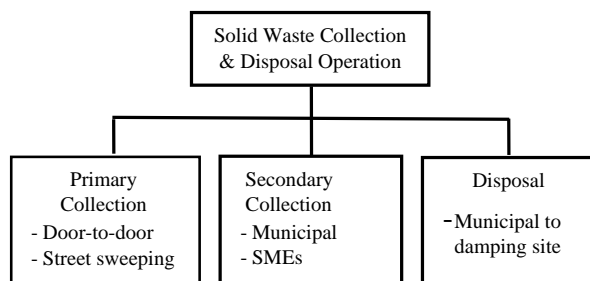 Solid Waste Collection
& Disposal Operation
Primary
Collection
- Door-to-door
- Street sweeping
Secondary
Collection
- Municipal
- SMEs
Disposal
- Municipal to
damping site